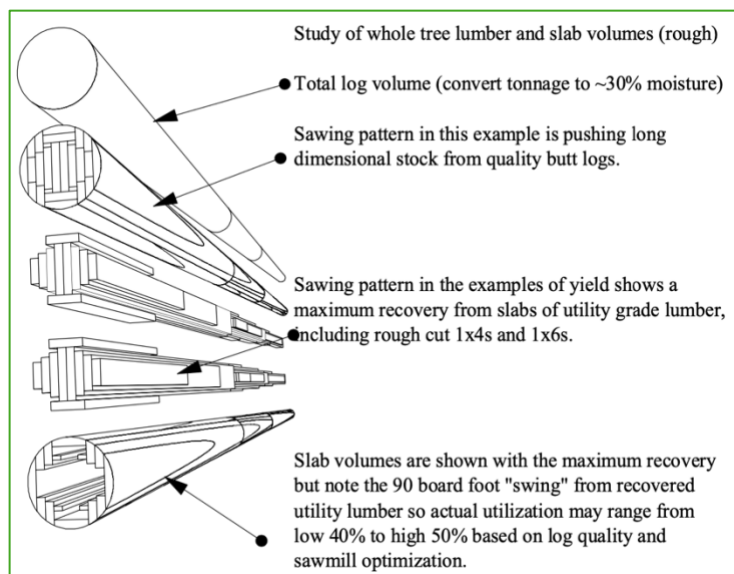 Study of whole tree lumber and slab volumes (rough)
Total log volume (convert tonnage to ~30% moisture)
Sawing pattern in this example is pushing long
dimensional stock from quality butt logs.
Sawing pattern in the examples of yield shows a
maximum recovery from slabs of utility grade lumber,
including rough cut 1x4s and 1x6s.
Slab volumes are shown with the maximum recovery
but note the 90 board foot "swing" from recovered
utility lumber so actual utilization may range from
low 40% to high 50% based on log quality and
sawmill optimization.